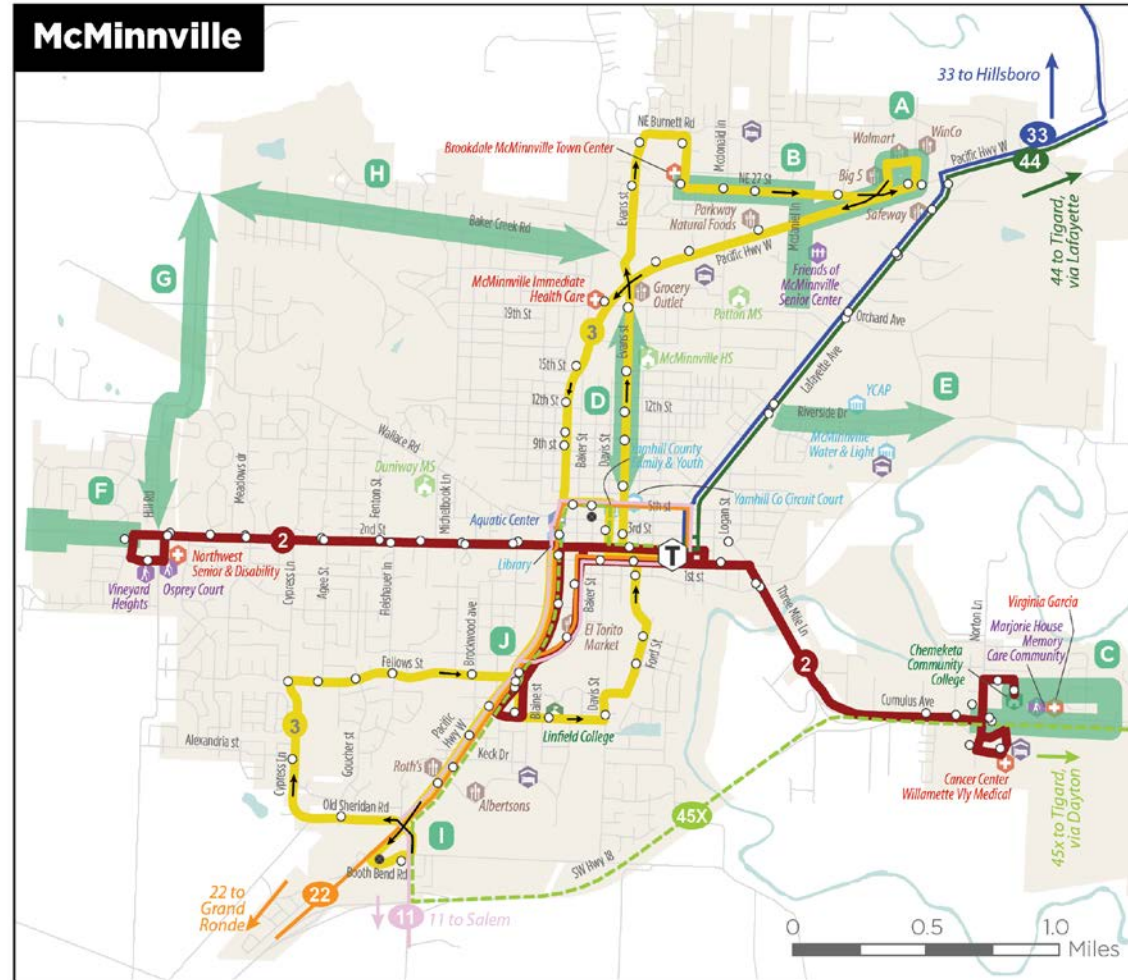 McMinnville
33 to Hillsboro
A
NE Burnett Rd
Walmart
WinCo
33
44
Pacific Hwy W
Brookdale McMinnville Town Center
Mcdonald ln
B
Big 5
NE 27 St
H
Evans st
Parkway
Natural Foods
Mcdaniel Ln
Safeway
44 to Tigard,
via Lafayette
Baker Creek Rd
Pacific Hwy W
G
Friends of
McMinnville
Senior Center
McMinnville Immediate
Health Care
Grocery
Outlet
Patton MS
19th St
Orchard Ave
3
Evans st
McMinnville HS
15th St
Lafayette Ave
D
E
12th St
12th St
YCAP
Riverside Dr
Wallace Rd
9th st
Baker St
Davis St
McMinnville
Water & Light
Yamhill County
Family & Youth
Duniway MS
F
Hill Rd
Meadows dr
Fenton St
Michelbook Ln
Yamhill Co Circuit Court
5th st
Aquatic Center
3rd St
Logan St
2nd St
2
T
Library
1st st
Northwest
Senior & Disability
Vineyard
Heights
Osprey Court
Cypress Ln
Agee St
Fleishauer ln
Baker St
Three Mile Ln
Virginia Garcia
Norton Ln
Marjorie House
Memory
Care Community
Brockwood ave
El Torito
Market
J
Ford St
Chemeketa
Community
College
C
2
Fellows St
Cumulus Ave
Blaine st
Davis St
3
Pacific Hwy W
Linfield College
Alexandria st
Goucher st
Keck Dr
Cypress Ln
Roth's
Cancer Center
Willamette Vly Medical
45x to Tigard,
via Dayton
Albertsons
Old Sheridan Rd
45X
I
SW Hwy 18
Booth Bend Rd
22 to
Grand
Ronde
22
11
11 to Salem
0
0.5
1.0
Miles